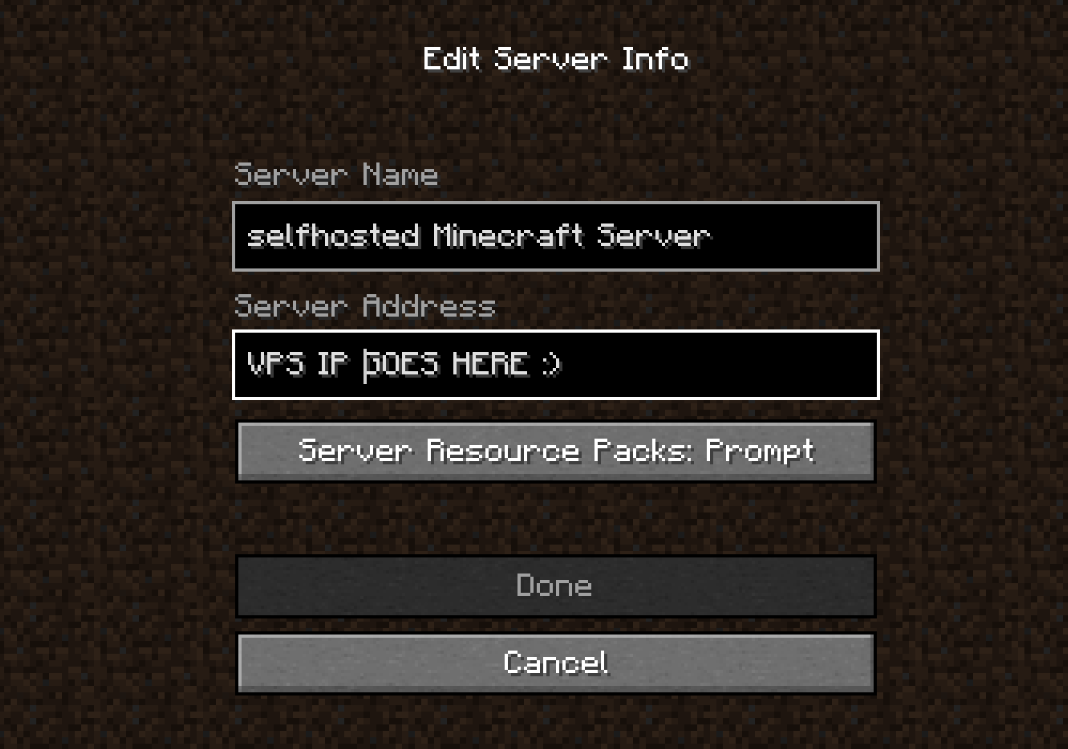 Edit Server Info
Server Name
selfhosted Minecraft Server
Server Address
VPS IP GOES HERE :)
Server Resource Packs: Prompt
Done
Cancel